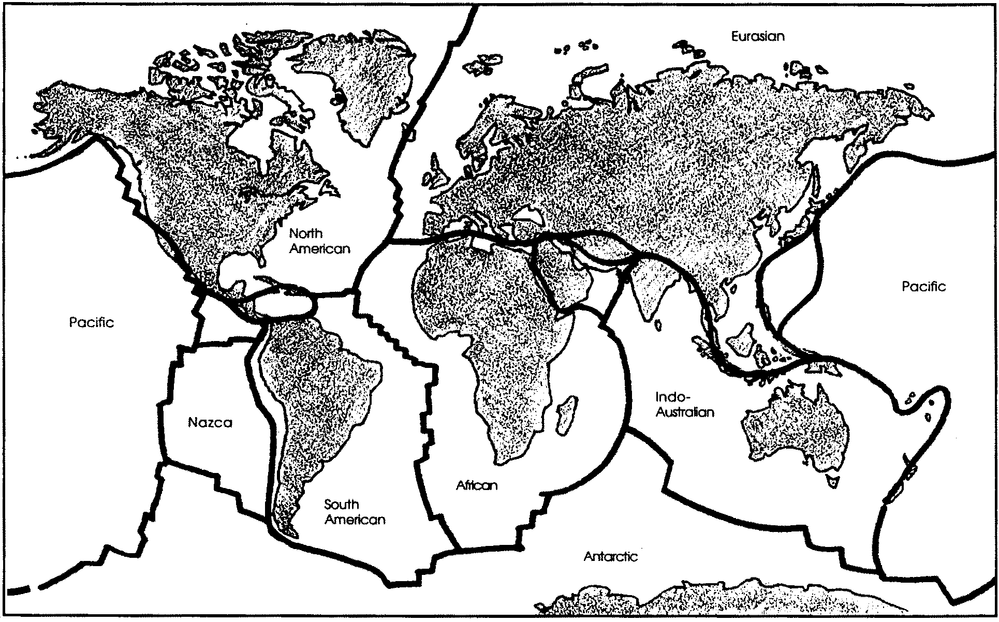 Eurasian
North
American
Pacific
Pacific
Indo-
Australian
Nazca
African
South
American
Antarctic